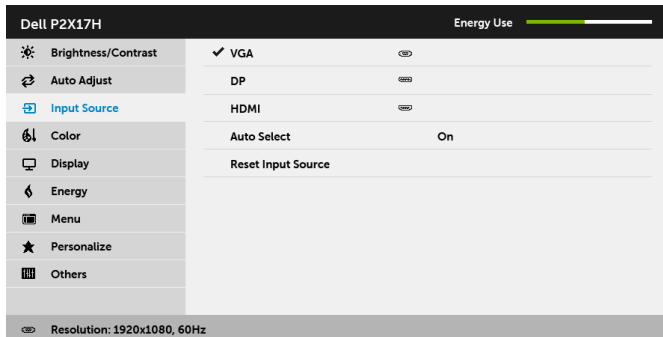 Dell P2X17H
Energy Use
Brightness/Contrast
VGA
Auto Adjust
DP
Input Source
HDMI
Color
Auto Select
On
Display
Reset Input Source
Energy
Menu
Personalize
Others
Resolution: 1920x1080, 60Hz